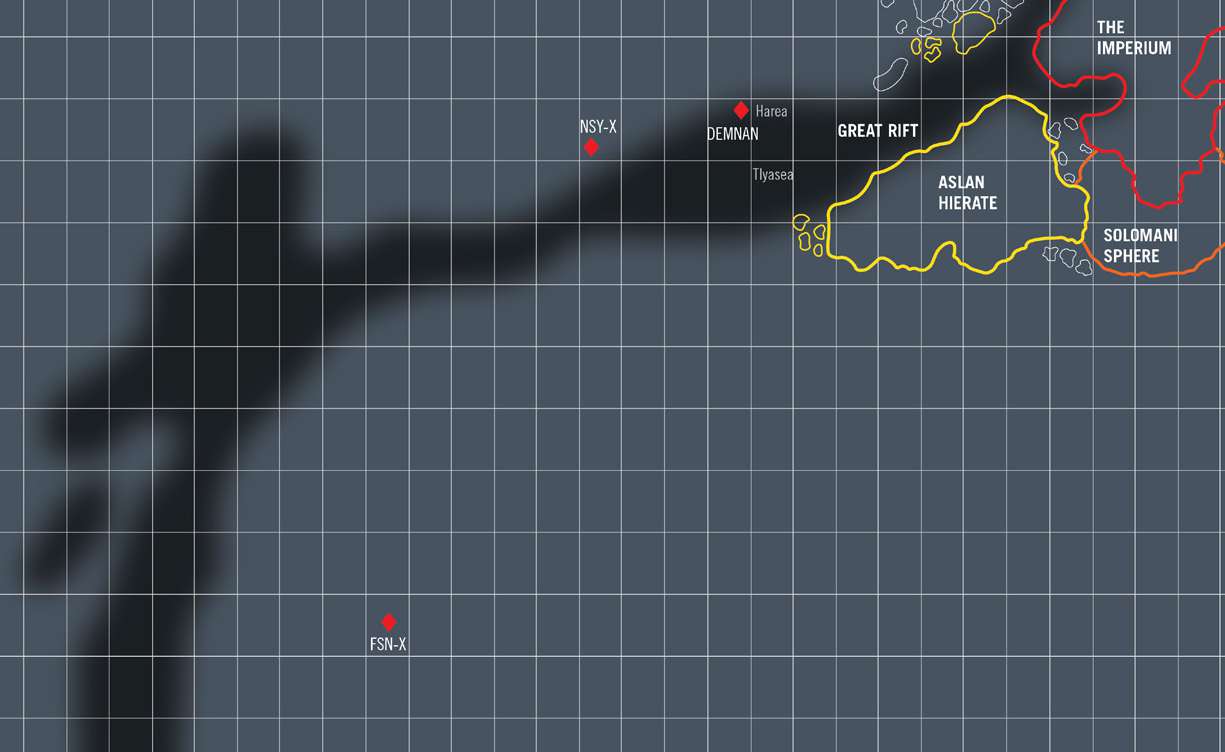 THE
IMPERIUM
Harea
NSY-X
DEMNAN
GREAT RIFT
Tlyasea
ASLAN
HIERATE
SOLOMANI
SPHERE
FSN-X